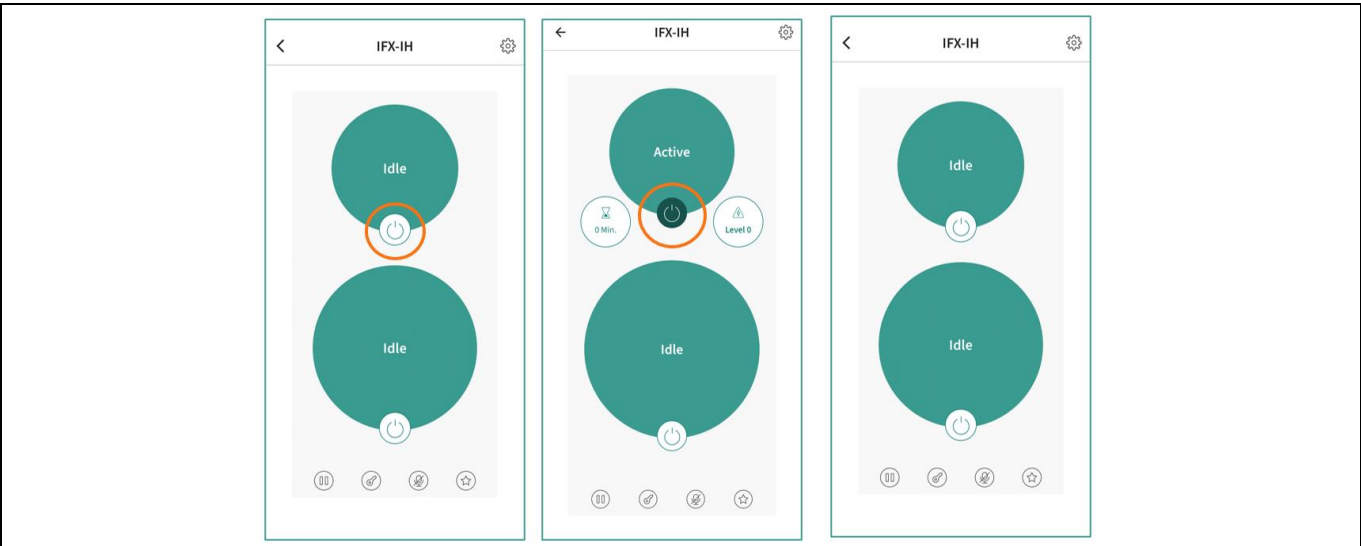 IFX-IH
Idle
Idle
IFX-IH
Active
0 Min.
Level 0
Idle
IFX-IH
Idle
Idle